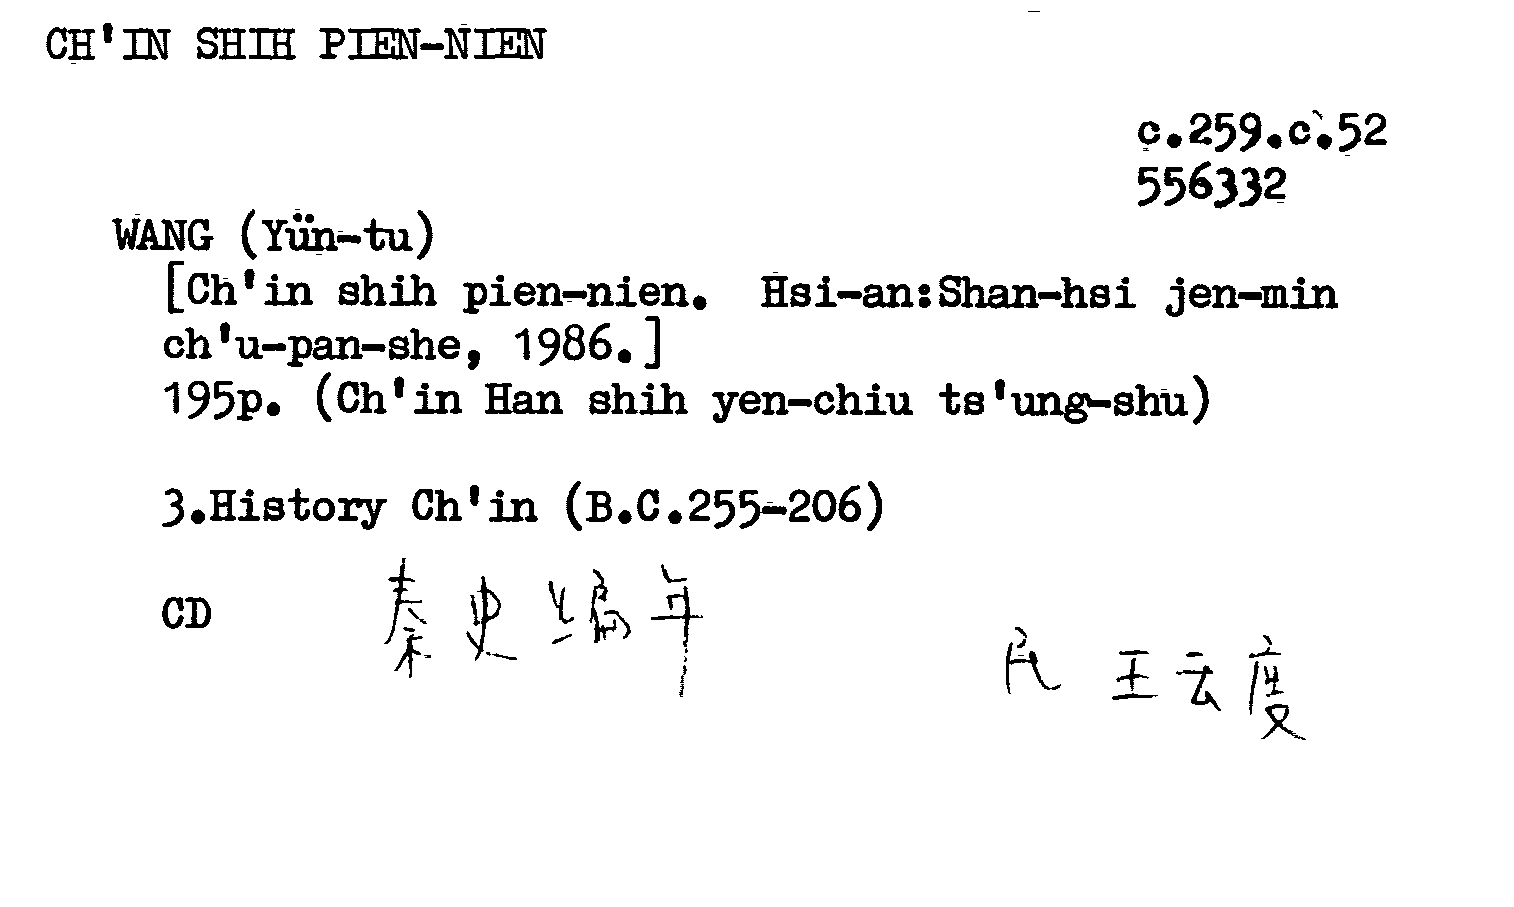 CH'IN SHIH PIEN-NIEN
c.259.c.52
556332
WANG (Yün-tu)
[Ch'in shih pien-nien. Hsi-an:Shan-hsi jen-min
ch'u-pan-she, 1986.]
195p. (Ch'in Han shih yen-chiu ts'ung-shu)
3.History Ch'in (B.C.255-206)
CD 秦史编年
民 王云度